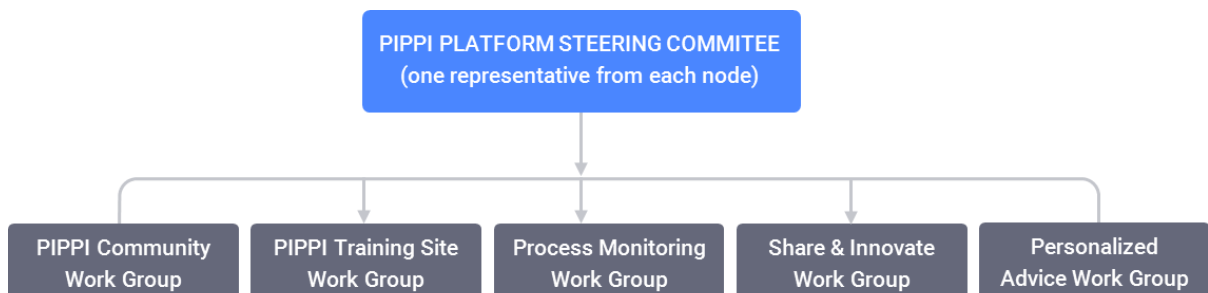 PIPPI PLATFORM STEERING COMMITEE
(one representative from each node)
PIPPI Community
Work Group
PIPPI Training Site
Work Group
Process Monitoring
Work Group
Share & Innovate
Work Group
Personalized
Advice Work Group